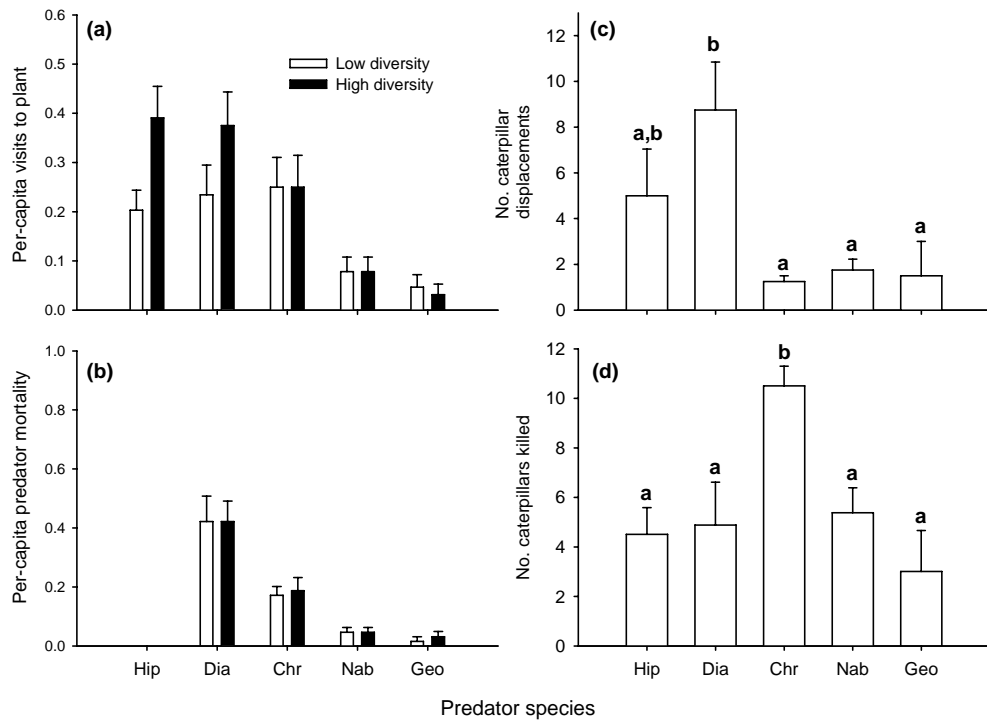 (a)
Low diversity
High diversity
Per-capita visits to plant
0.6
0.5
0.4
0.3
0.2
0.1
0.0
(c)
No. caterpillar
displacements
12
10
8
6
4
2
0
a,b
b
a
a
a
(b)
Per-capita predator mortality
1.0
0.8
0.6
0.4
0.2
0.0
Hip Dia Chr Nab Geo
(d)
No. caterpillars killed
12
10
8
6
4
2
0
a
a
b
a
a
Hip Dia Chr Nab Geo
Predator species